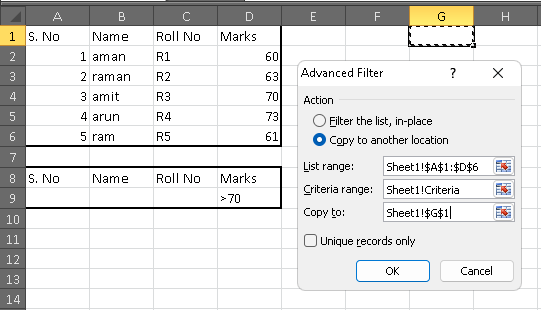 A B C D E F G H
1 S. No Name Roll No Marks
2 1 aman R1 60
3 2 raman R2 63
4 3 amit R3 70
5 4 arun R4 73
6 5 ram R5 61
7
8 S. No Name Roll No Marks
9 >70
10
11
12
13
14
Advanced Filter ? ×
Action
Filter the list, in-place
Copy to another location
List range: Sheet1!$A$1:$D$6
Criteria range: Sheet1!Criteria
Copy to: Sheet1!$G$1
Unique records only
OK Cancel